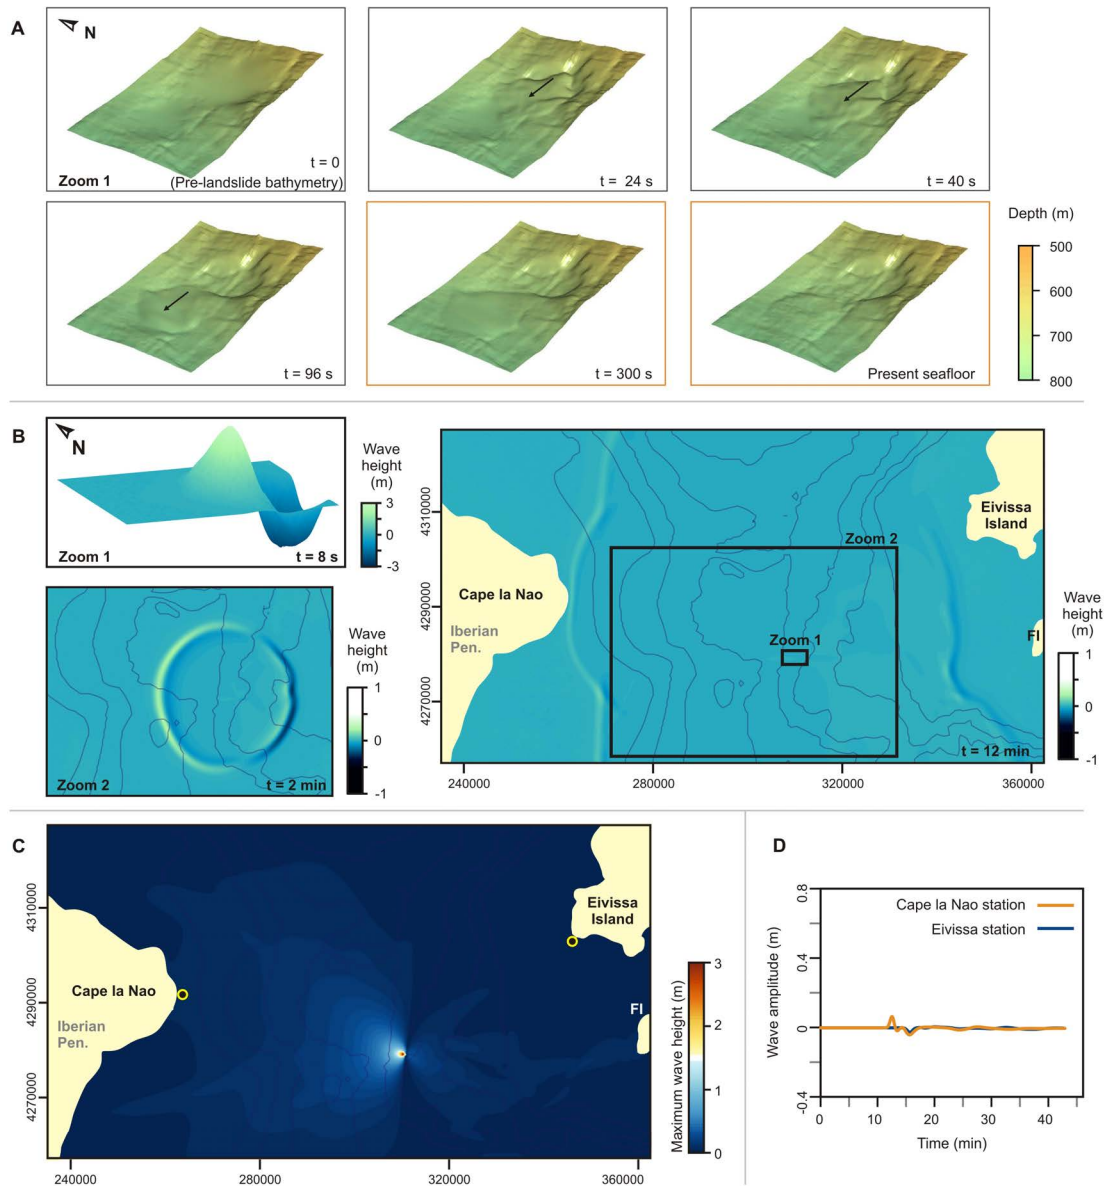 A
N
t = 0
Zoom 1
(Pre-landslide bathymetry)
t = 24 s
t = 40 s
t = 96 s
t = 300 s
Present seafloor
Depth (m)
500
600
700
800
B
N
Zoom 1
t = 8 s
Wave
height
(m)
3
0
-3
Zoom 2
t = 2 min
Wave
height
(m)
1
0
-1
4310000
4290000
4270000
Cape la Nao
Iberian
Pen.
Eivissa
Island
Zoom 2
Zoom 1
FI
t = 12 min
240000
280000
320000
360000
Wave
height
(m)
1
0
-1
C
4310000
4290000
4270000
Cape la Nao
Iberian
Pen.
Eivissa
Island
FI
240000
280000
320000
360000
Maximum wave height (m)
3
2
1
0
D
Cape la Nao station
Eivissa station
Wave amplitude (m)
0.8
0.4
0
-0.4
0
10
20
30
40
Time (min)